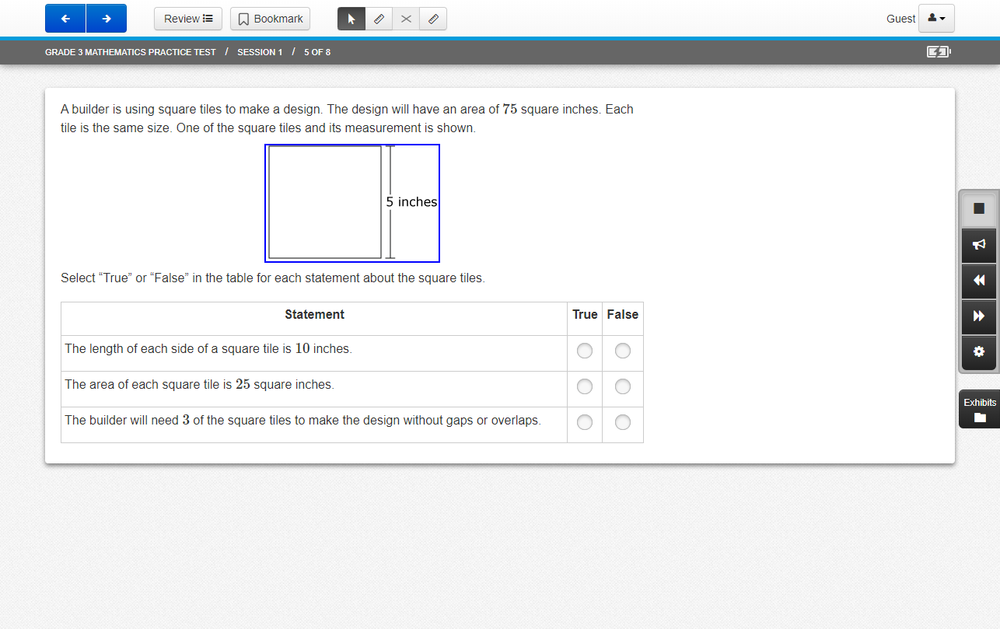 Review
Bookmark
Guest
GRADE 3 MATHEMATICS PRACTICE TEST / SESSION 1 / 5 OF 8
A builder is using square tiles to make a design. The design will have an area of 75 square inches. Each
tile is the same size. One of the square tiles and its measurement is shown.
5 inches
Select “True” or “False” in the table for each statement about the square tiles.
Statement True False
The length of each side of a square tile is 10 inches.
The area of each square tile is 25 square inches.
The builder will need 3 of the square tiles to make the design without gaps or overlaps.
Exhibits